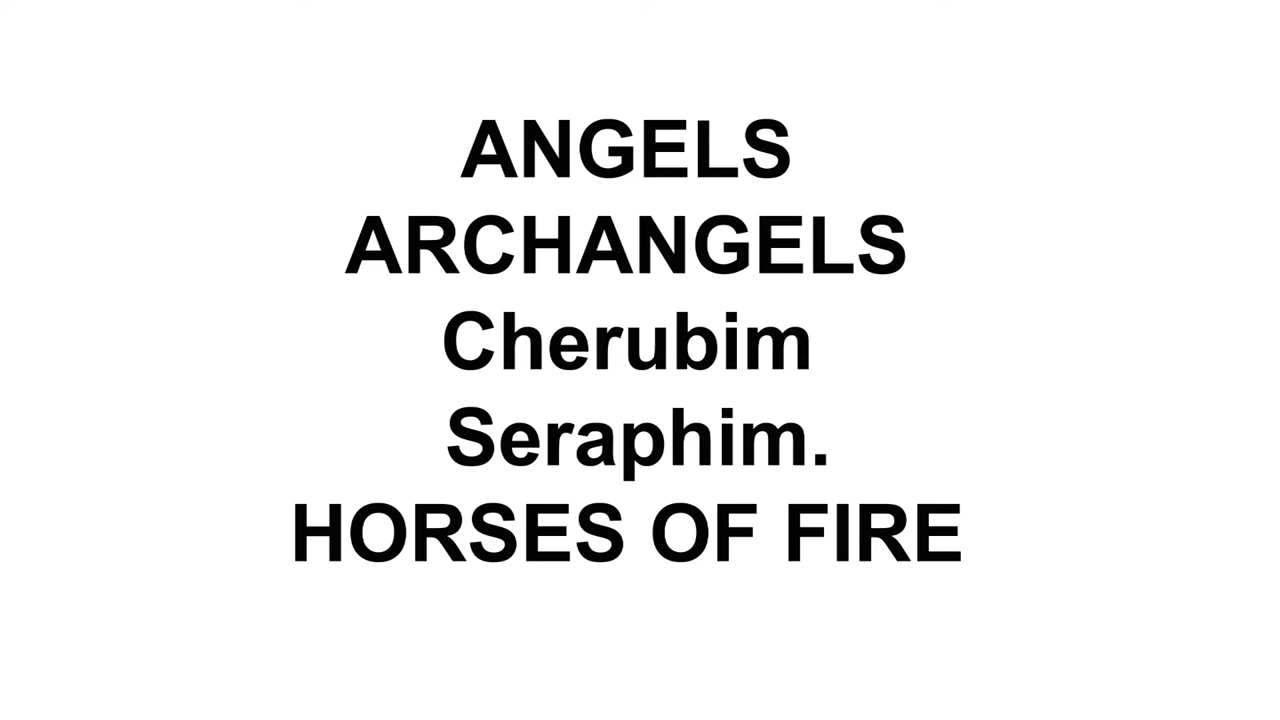 ANGELS
ARCHANGELS
Cherubim
Seraphim.
HORSES OF FIRE